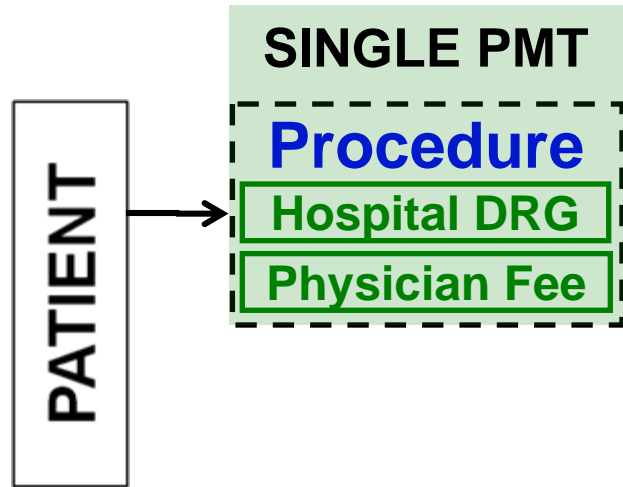 SINGLE PMT
Procedure
Hospital DRG
Physician Fee
PATIENT